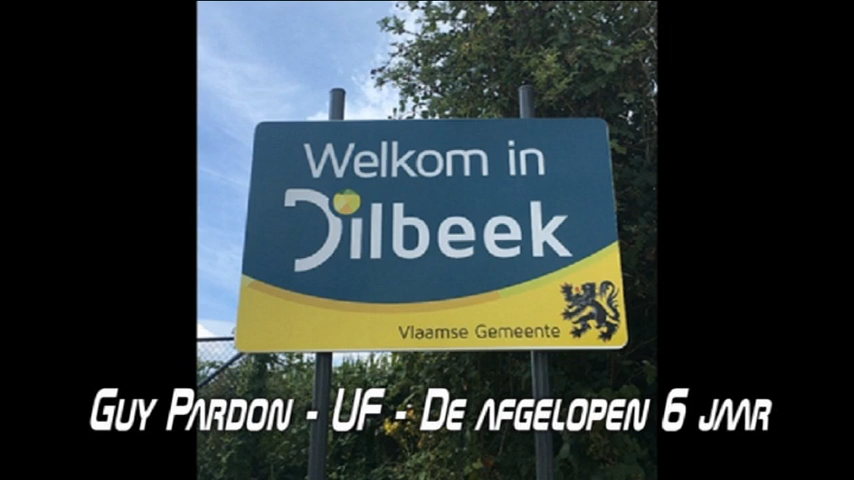 Welkom in
Dilbeek
Vlaamse Gemeente
Guy Pardon - UF - De afgelopen 6 jaar